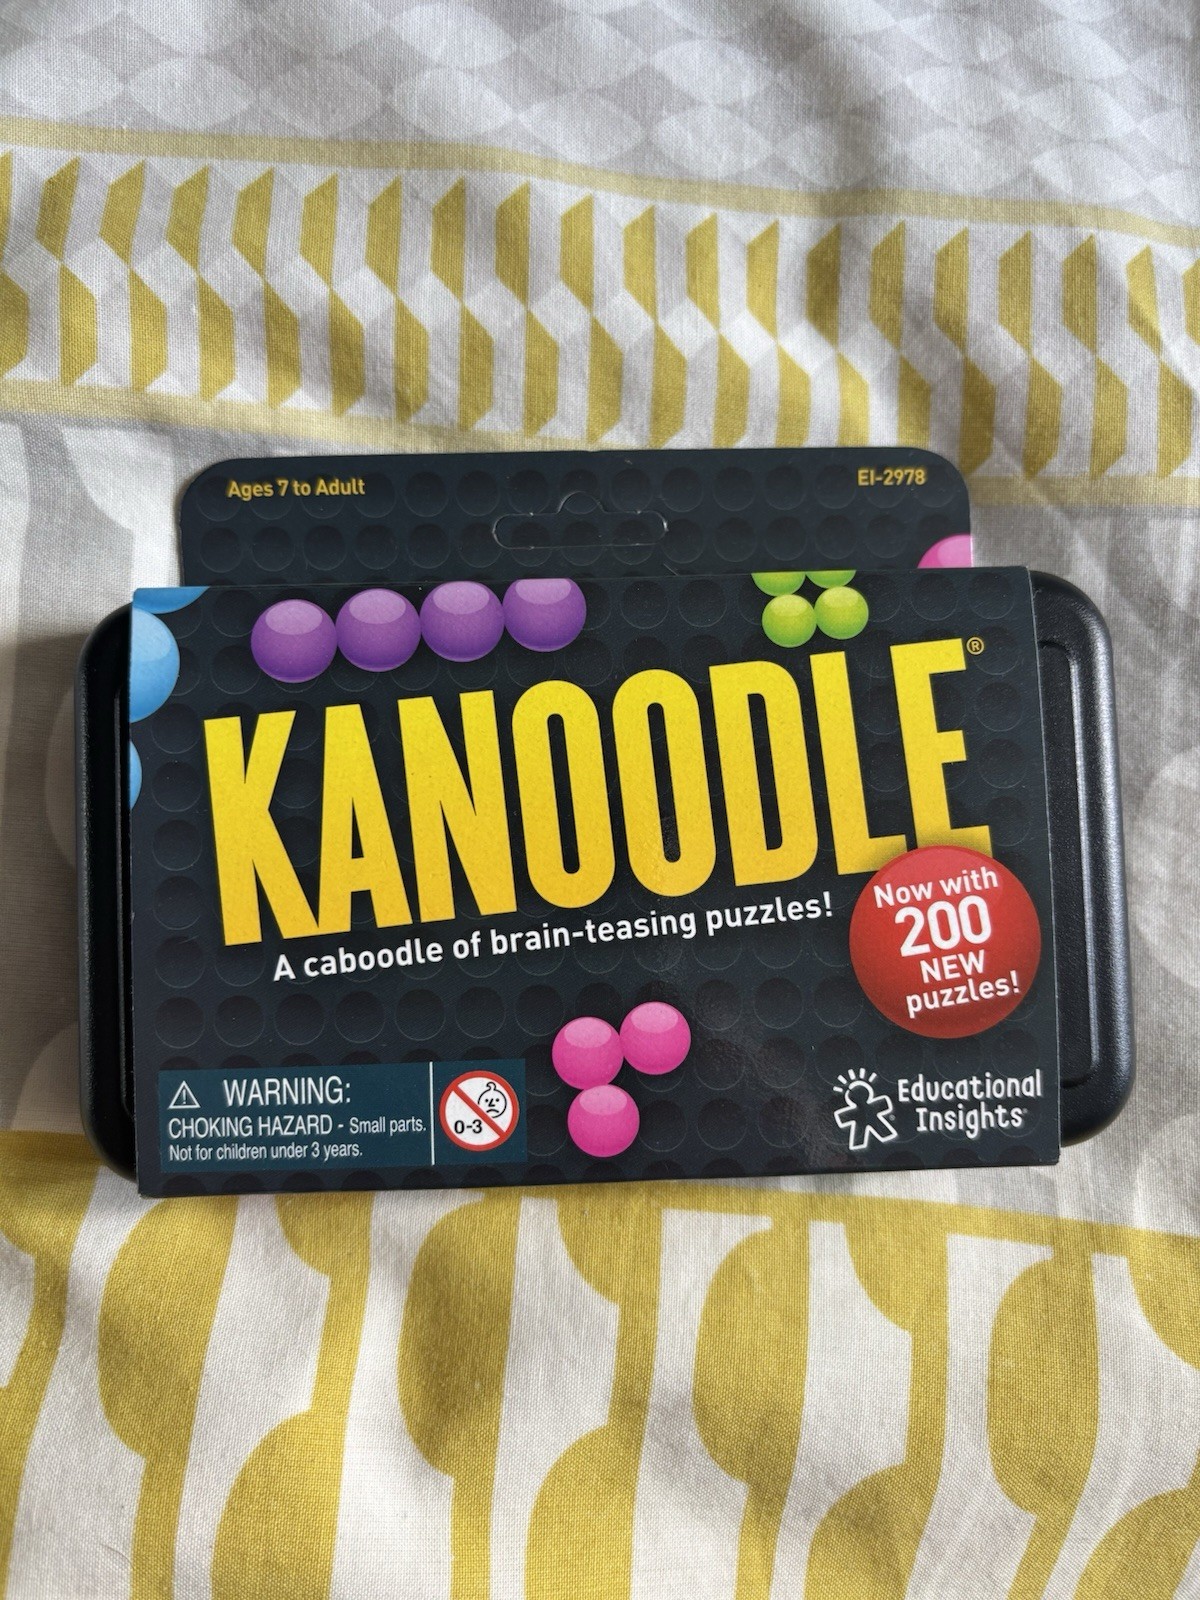 Ages 7 to Adult
EI-2978
KANOODLE®
A caboodle of brain-teasing puzzles!
Now with
200
NEW
puzzles!
WARNING:
CHOKING HAZARD - Small parts.
Not for children under 3 years.
0-3
Educational
Insights